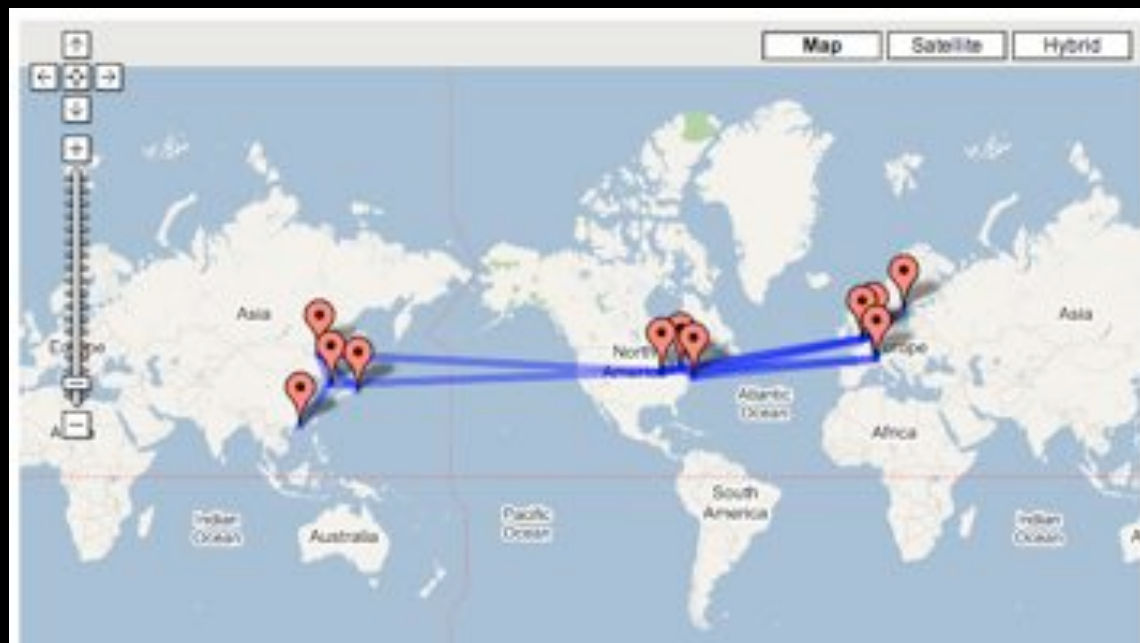 Map Satellite Hybrid
Asia
Asia
North
America
Atlantic
Ocean
Africa
South
America
Indian
Ocean
Pacific
Ocean
Indian
Ocean
Australia
A